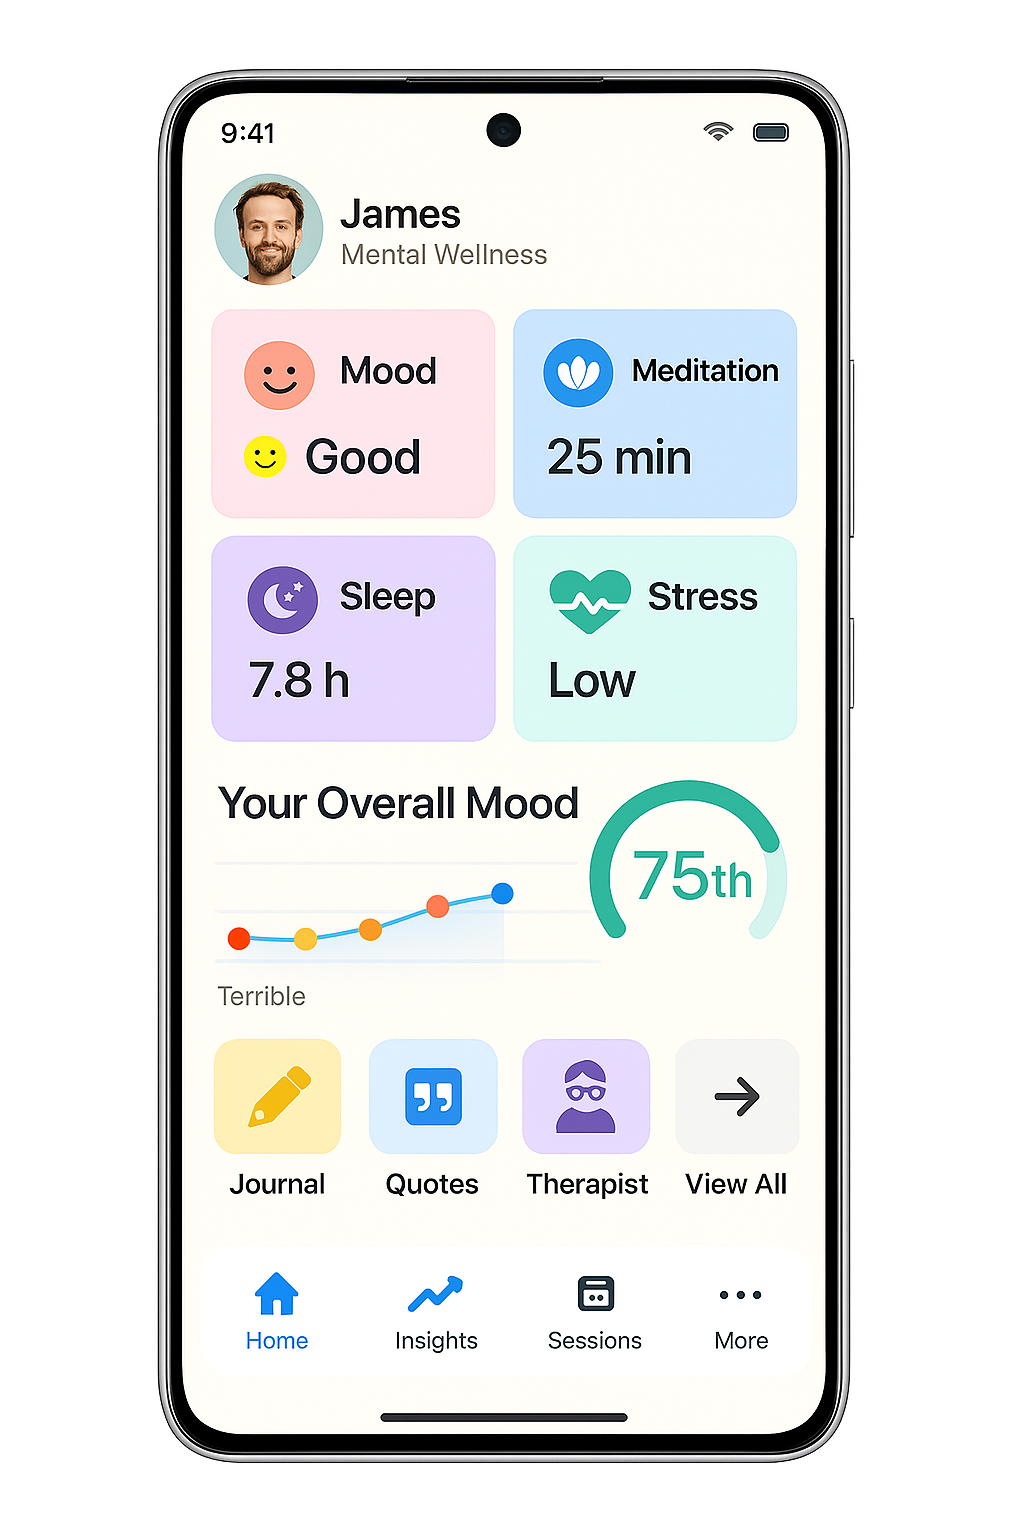 9:41
James
Mental Wellness
Mood
Good
Meditation
25 min
Sleep
7.8 h
Stress
Low
Your Overall Mood
75th
Terrible
Journal
Quotes
Therapist
View All
Home
Insights
Sessions
More